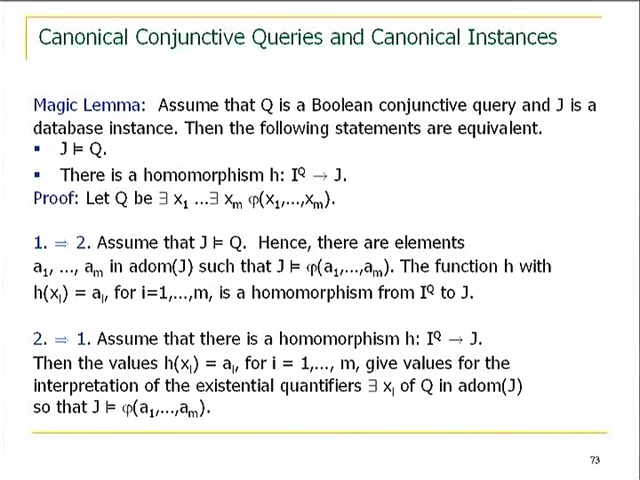 Canonical Conjunctive Queries and Canonical Instances
Magic Lemma: Assume that Q is a Boolean conjunctive query and J is a
database instance. Then the following statements are equivalent.
▪ J ⊨ Q.
▪ There is a homomorphism h: I^Q → J.
Proof: Let Q be ∃ x₁ …∃ xₘ φ(x₁,…,xₘ).
1. ⇒ 2. Assume that J ⊨ Q. Hence, there are elements
a₁, …, aₘ in adom(J) such that J ⊨ φ(a₁,…,aₘ). The function h with
h(xᵢ) = aᵢ, for i=1,…,m, is a homomorphism from I^Q to J.
2. ⇒ 1. Assume that there is a homomorphism h: I^Q → J.
Then the values h(xᵢ) = aᵢ, for i = 1,…, m, give values for the
interpretation of the existential quantifiers ∃ xᵢ of Q in adom(J)
so that J ⊨ φ(a₁,…,aₘ).
73